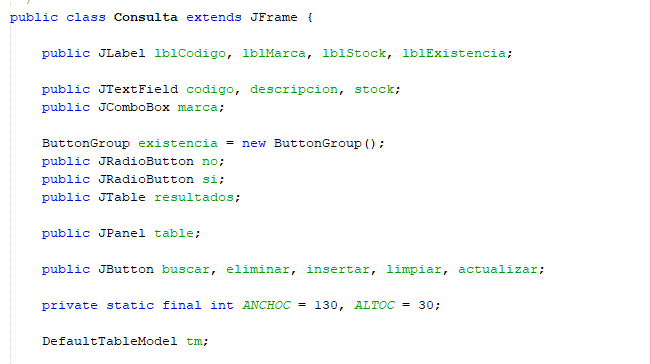 public class Consulta extends JFrame {
public JLabel lblCodigo, lblMarca, lblStock, lblExistencia;
public JTextField codigo, descripcion, stock;
public JComboBox marca;
ButtonGroup existencia = new ButtonGroup();
public JRadioButton no;
public JRadioButton si;
public JTable resultados;
public JPanel table;
public JButton buscar, eliminar, insertar, limpiar, actualizar;
private static final int ANCHOC = 130, ALTOC = 30;
DefaultTableModel tm;